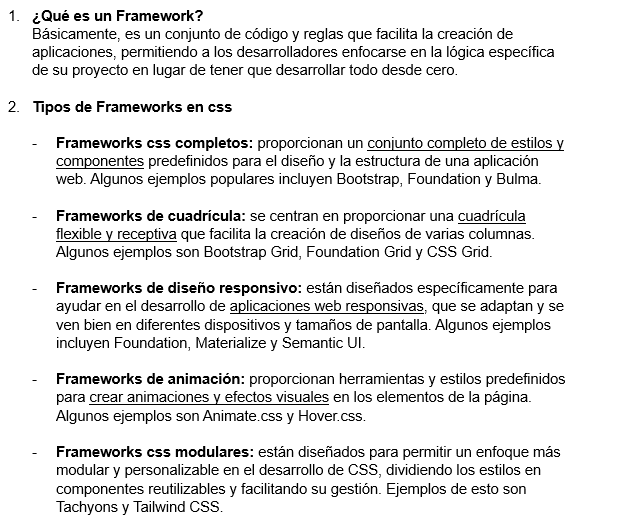 1. ¿Qué es un Framework?
Básicamente, es un conjunto de código y reglas que facilita la creación de
aplicaciones, permitiendo a los desarrolladores enfocarse en la lógica específica
de su proyecto en lugar de tener que desarrollar todo desde cero.
2. Tipos de Frameworks en css
- Frameworks css completos: proporcionan un conjunto completo de estilos y
componentes predefinidos para el diseño y la estructura de una aplicación
web. Algunos ejemplos populares incluyen Bootstrap, Foundation y Bulma.
- Frameworks de cuadrícula: se centran en proporcionar una cuadrícula
flexible y receptiva que facilita la creación de diseños de varias columnas.
Algunos ejemplos son Bootstrap Grid, Foundation Grid y CSS Grid.
- Frameworks de diseño responsivo: están diseñados específicamente para
ayudar en el desarrollo de aplicaciones web responsivas, que se adaptan y se
ven bien en diferentes dispositivos y tamaños de pantalla. Algunos ejemplos
incluyen Foundation, Materialize y Semantic UI.
- Frameworks de animación: proporcionan herramientas y estilos predefinidos
para crear animaciones y efectos visuales en los elementos de la página.
Algunos ejemplos son Animate.css y Hover.css.
- Frameworks css modulares: están diseñados para permitir un enfoque más
modular y personalizable en el desarrollo de CSS, dividiendo los estilos en
componentes reutilizables y facilitando su gestión. Ejemplos de esto son
Tachyons y Tailwind CSS.